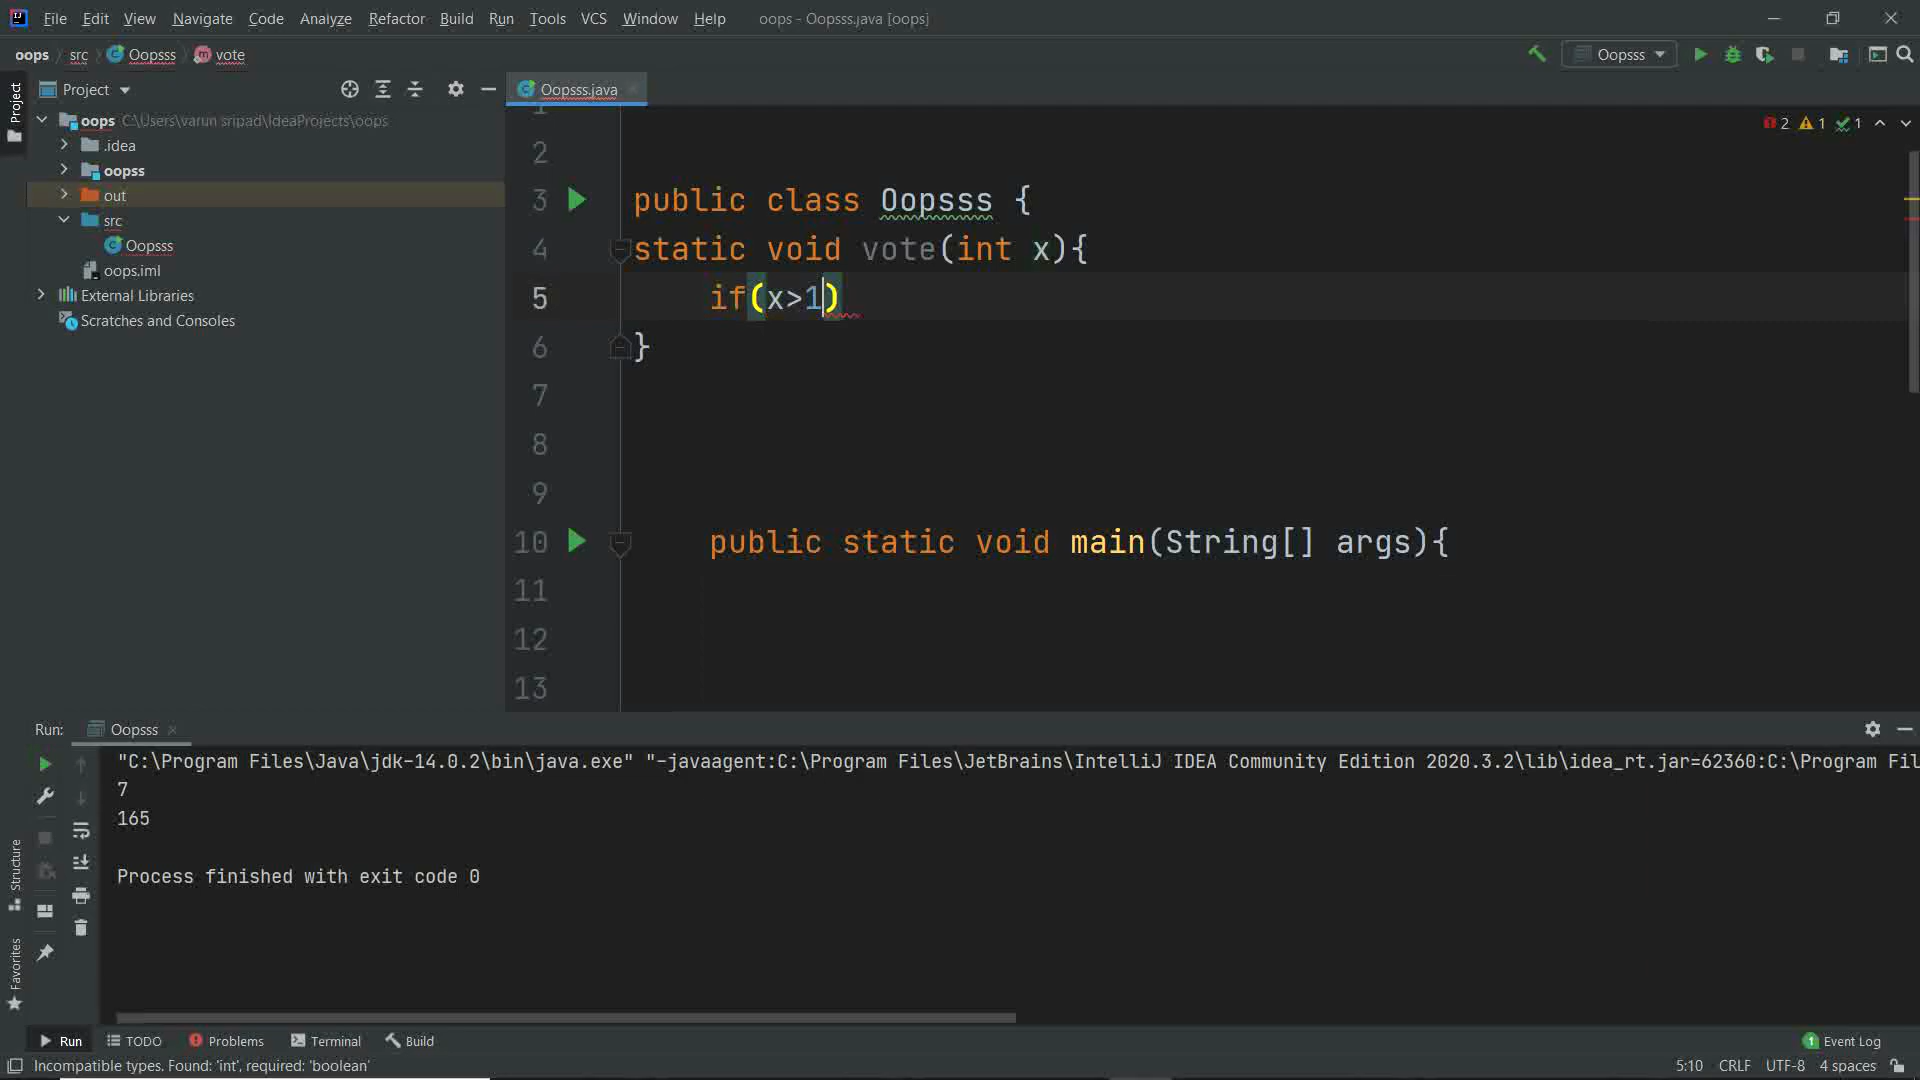 File Edit View Navigate Code Analyze Refactor Build Run Tools VCS Window Help oops - Oopsss.java [oops]
oops src Oopsss vote
Oopsss
Project
Project
Oopsss.java
oops C:\Users\varun sripad\IdeaProjects\oops
.idea
oopss
out
src
Oopsss
oops.iml
External Libraries
Scratches and Consoles
2 1 1
1
2
3 public class Oopsss {
4 static void vote(int x){
5 if(x>1)
6 }
7
8
9
10 public static void main(String[] args){
11
12
13
Run: Oopsss
"C:\Program Files\Java\jdk-14.0.2\bin\java.exe" "-javaagent:C:\Program Files\JetBrains\IntelliJ IDEA Community Edition 2020.3.2\lib\idea_rt.jar=62360:C:\Program Fil
7
165
Process finished with exit code 0
Structure
Favorites
Run TODO Problems Terminal Build
1 Event Log
Incompatible types. Found: 'int', required: 'boolean'
5:10 CRLF UTF-8 4 spaces